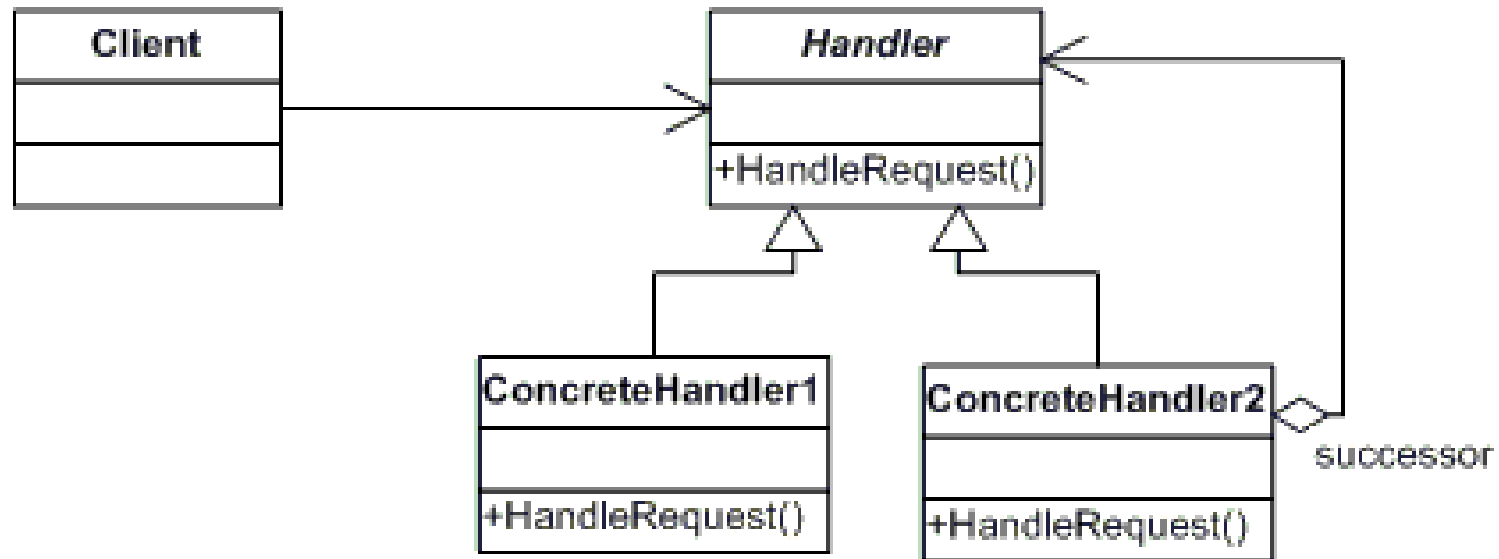 Client
Handler
+HandleRequest()
ConcreteHandler1
+HandleRequest()
ConcreteHandler2
successor
+HandleRequest()